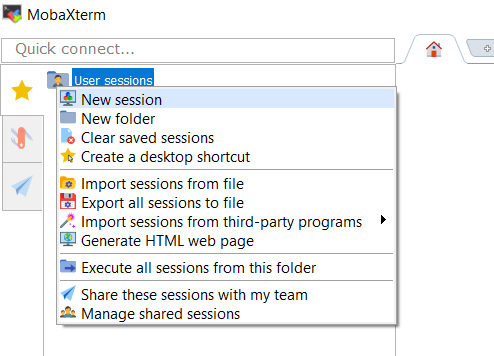 MobaXterm
Quick connect...
User sessions
New session
New folder
Clear saved sessions
Create a desktop shortcut
Import sessions from file
Export all sessions to file
Import sessions from third-party programs
Generate HTML web page
Execute all sessions from this folder
Share these sessions with my team
Manage shared sessions